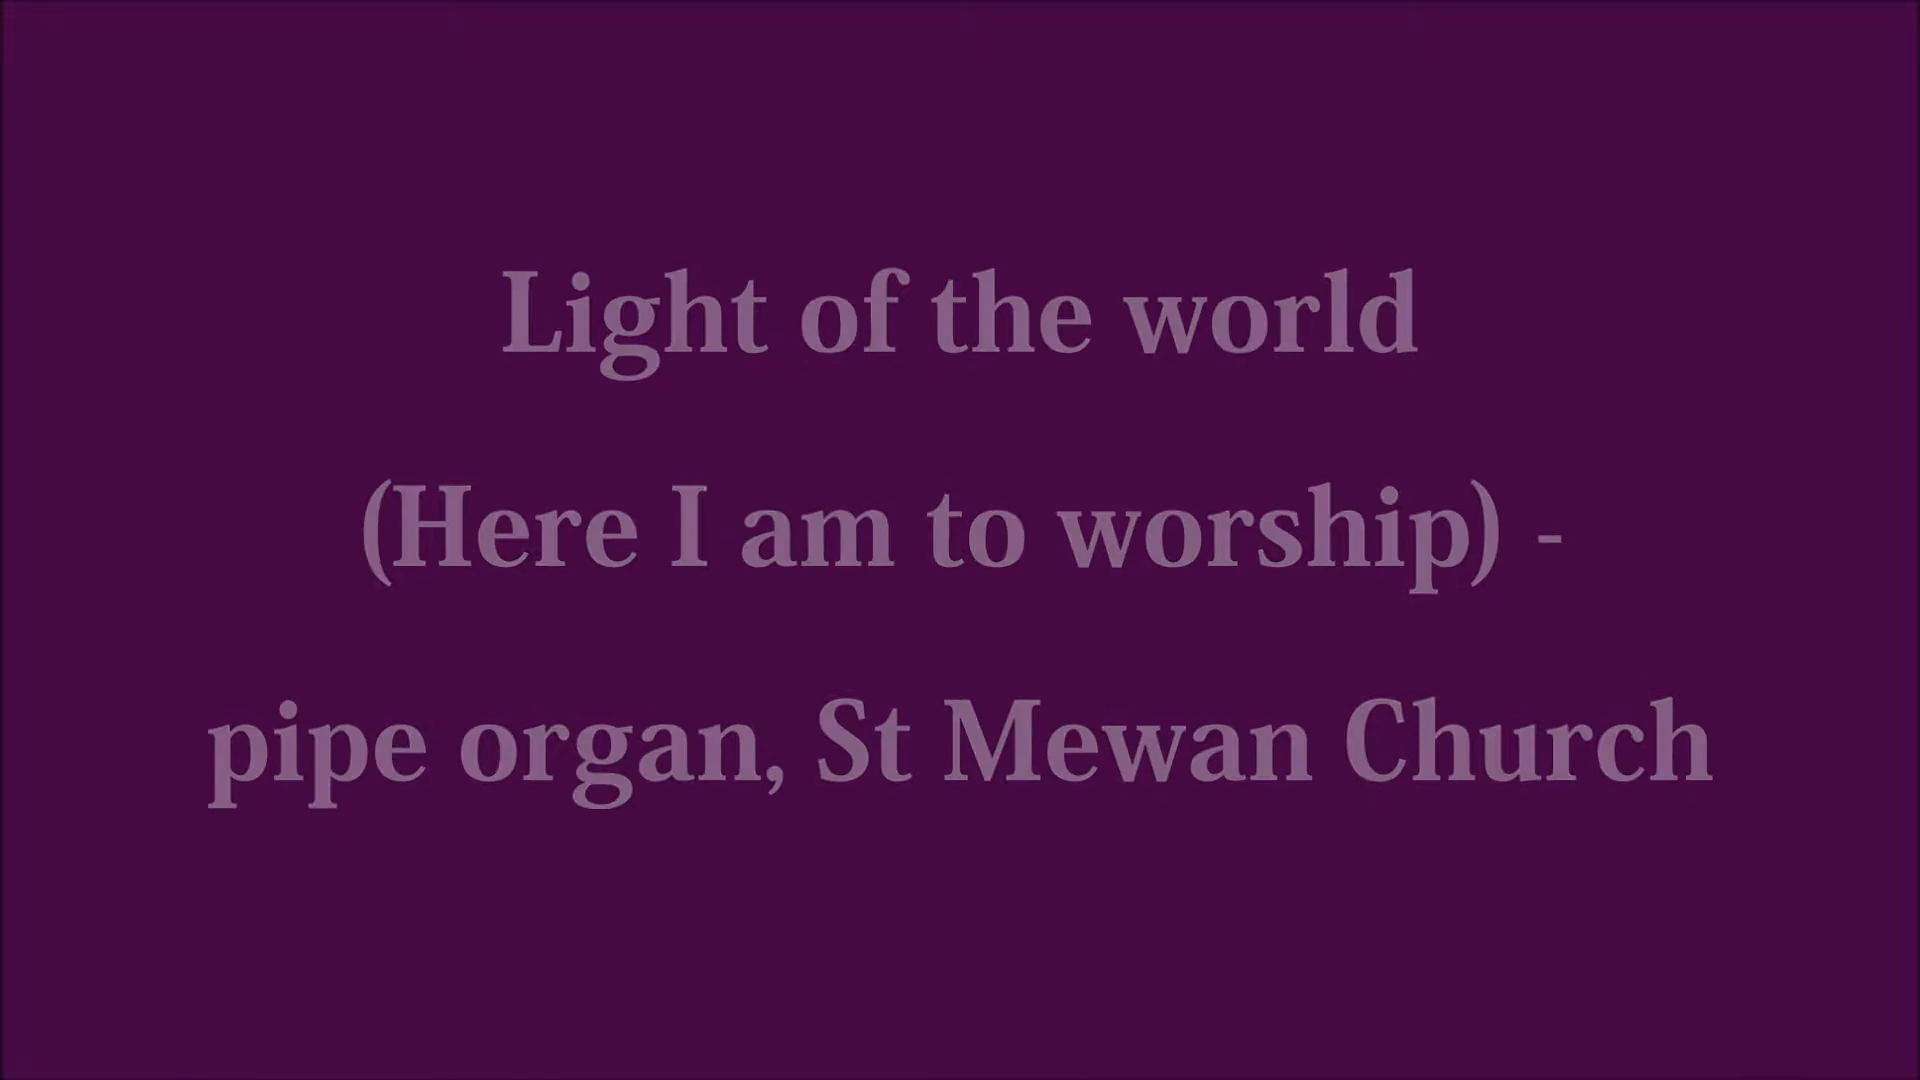 Light of the world
(Here I am to worship) -
pipe organ, St Mewan Church